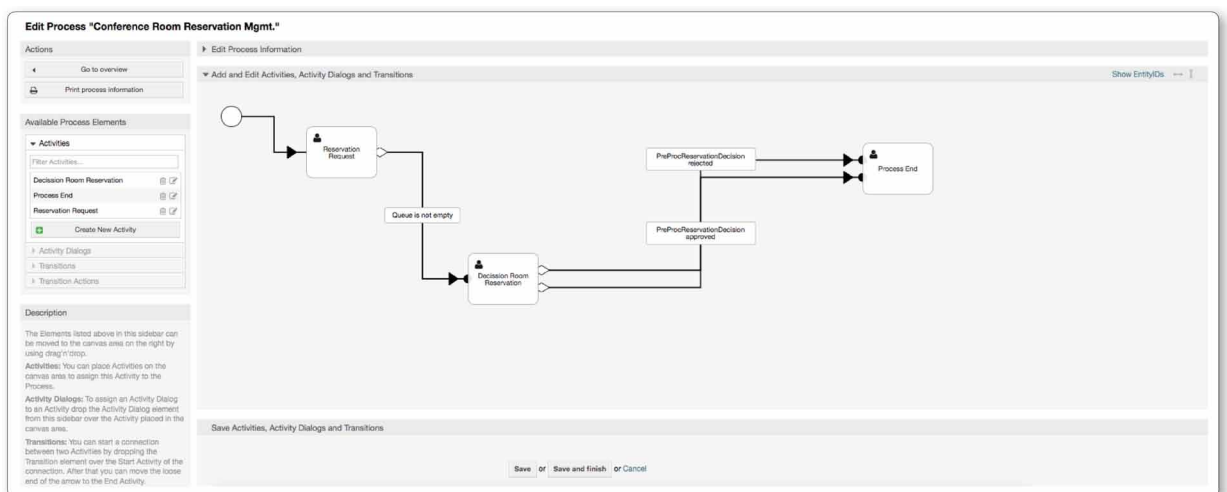 Edit Process "Conference Room Reservation Mgmt."
Actions
Go to overview
Print process information
Available Process Elements
Activities
Filter Activities...
Decission Room Reservation
Process End
Reservation Request
Create New Activity
Activity Dialogs
Transitions
Transition Actions
Description
The Elements listed above in this sidebar can
be moved to the canvas area on the right by
using drag'n'drop.
Activities: You can place Activities on the
canvas area to assign this Activity to the
Process.
Activity Dialogs: To assign an Activity Dialog
to an Activity drop the Activity Dialog element
from this sidebar over the Activity placed in the
canvas area.
Transitions: You can start a connection
between two Activities by dropping the
Transition element over the Start Activity of the
connection. After that you can move the loose
end of the arrow to the End Activity.
Edit Process Information
Add and Edit Activities, Activity Dialogs and Transitions
Show EntityIDs
Reservation
Request
Queue is not empty
Decission Room
Reservation
PreProcReservationDecision
rejected
PreProcReservationDecision
approved
Process End
Save Activities, Activity Dialogs and Transitions
Save or Save and finish or Cancel